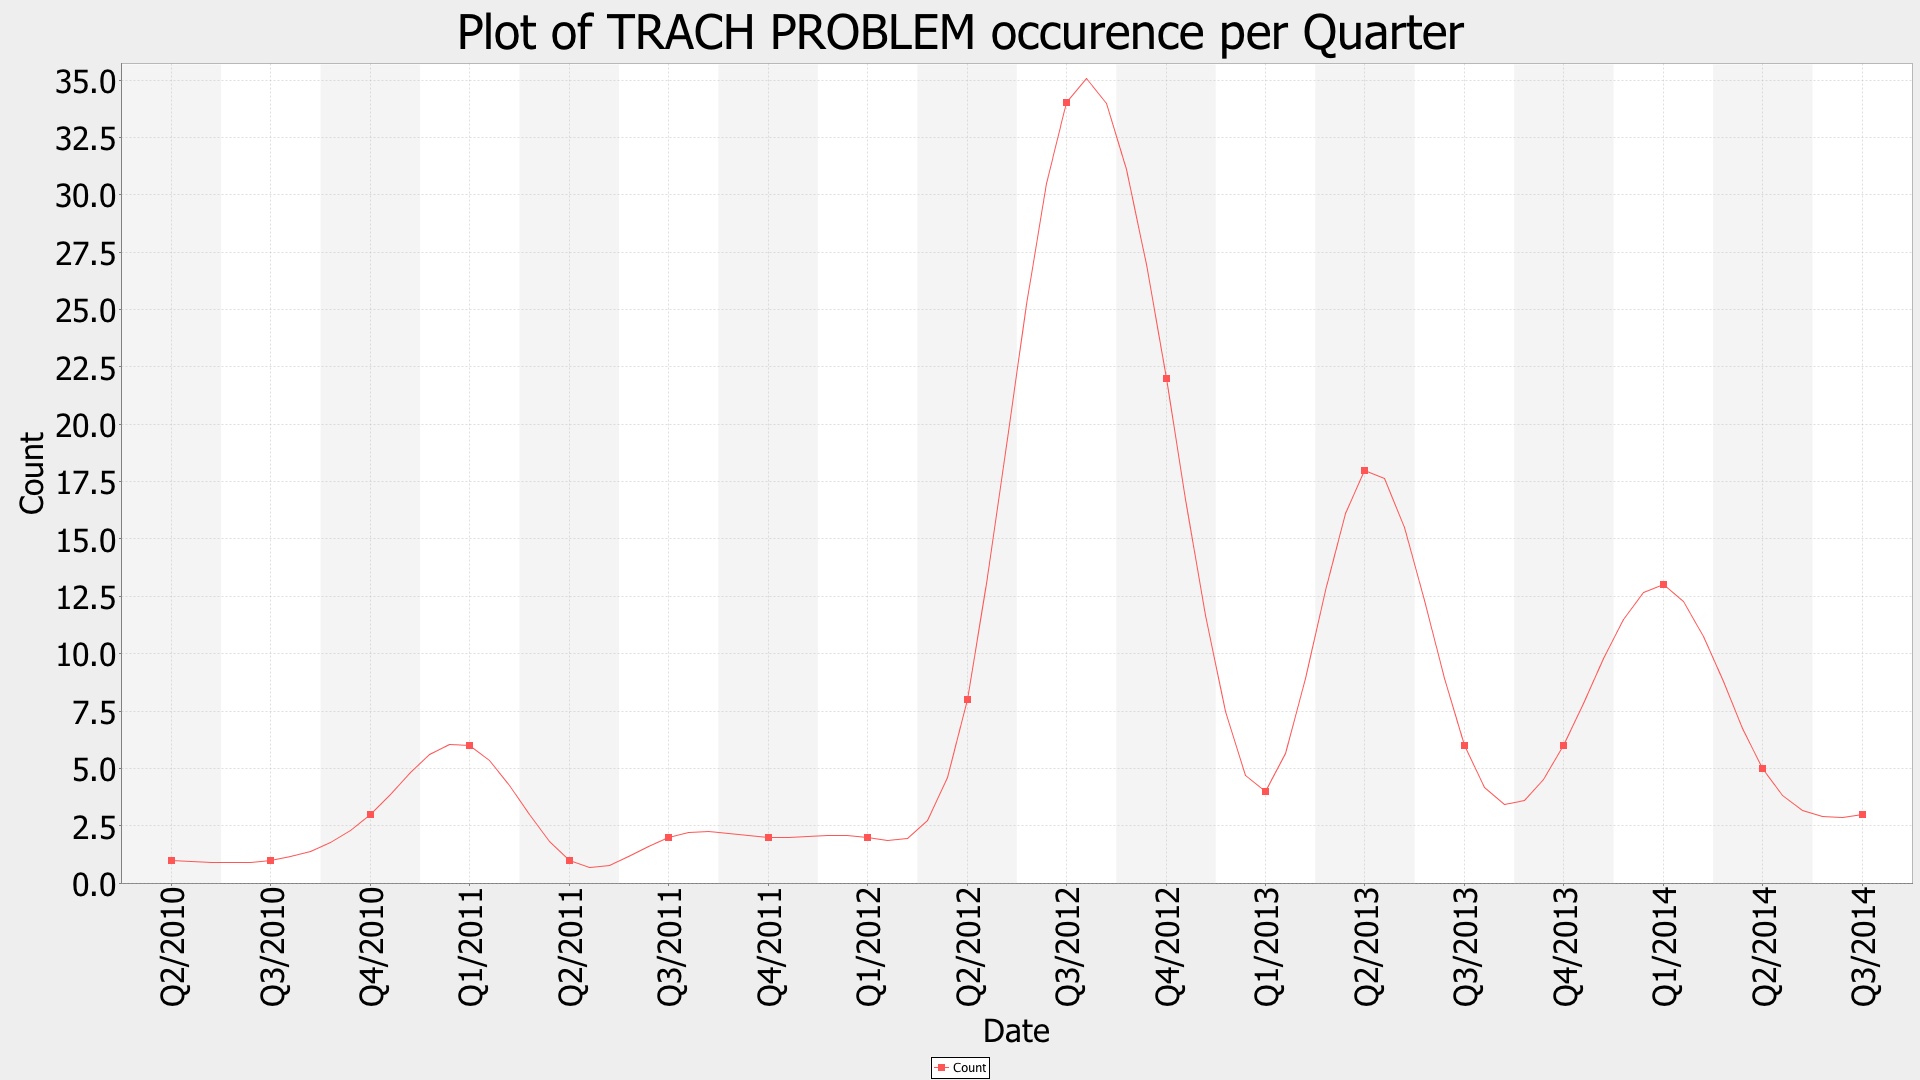 Plot of TRACH PROBLEM occurence per Quarter
35.0
32.5
30.0
27.5
25.0
22.5
20.0
17.5
15.0
12.5
10.0
7.5
5.0
2.5
0.0
Count
Q2/2010
Q3/2010
Q4/2010
Q1/2011
Q2/2011
Q3/2011
Q4/2011
Q1/2012
Q2/2012
Q3/2012
Q4/2012
Q1/2013
Q2/2013
Q3/2013
Q4/2013
Q1/2014
Q2/2014
Q3/2014
Date
Count